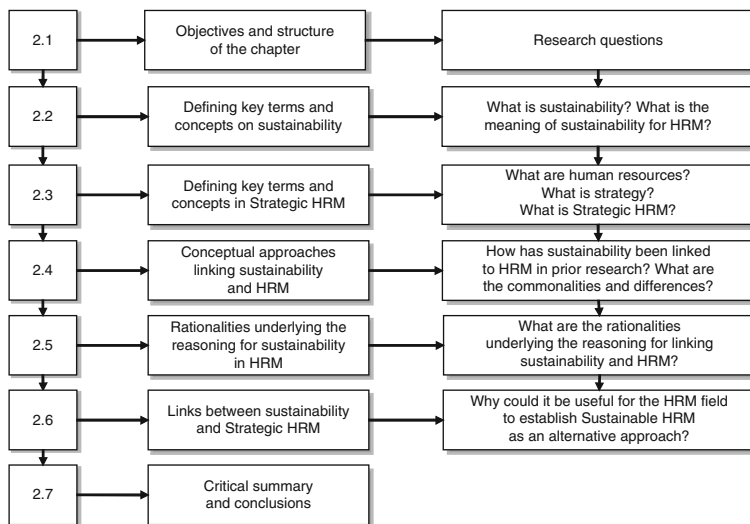 2.1
Objectives and structure
of the chapter
Research questions
2.2
Defining key terms and
concepts on sustainability
What is sustainability? What is the
meaning of sustainability for HRM?
2.3
Defining key terms and
concepts in Strategic HRM
What are human resources?
What is strategy?
What is Strategic HRM?
2.4
Conceptual approaches
linking sustainability
and HRM
How has sustainability been linked
to HRM in prior research? What are
the commonalities and differences?
2.5
Rationalities underlying the
reasoning for sustainability
in HRM
What are the rationalities
underlying the reasoning for linking
sustainability and HRM?
2.6
Links between sustainability
and Strategic HRM
Why could it be useful for the HRM field
to establish Sustainable HRM
as an alternative approach?
2.7
Critical summary
and conclusions